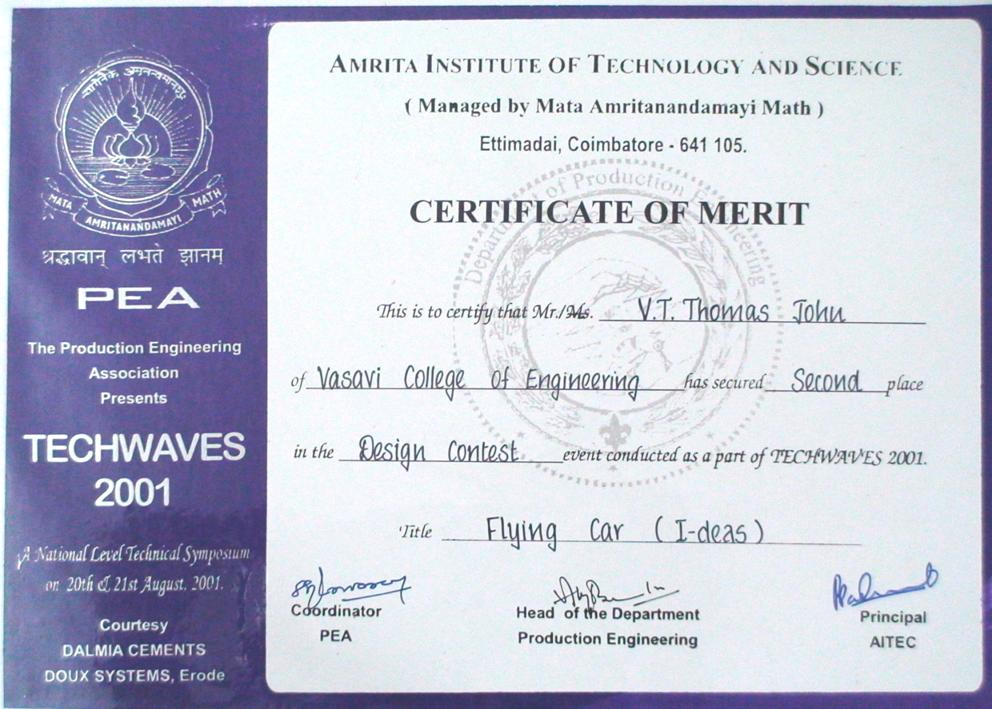 MATA AMRITANANDAMAYI MATH
श्रद्धावान् लभते ज्ञानम्
PEA
The Production Engineering
Association
Presents
TECHWAVES
2001
A National Level Technical Symposium
on 20th & 21st August, 2001.
Courtesy
DALMIA CEMENTS
DOUX SYSTEMS, Erode
AMRITA INSTITUTE OF TECHNOLOGY AND SCIENCE
( Managed by Mata Amritanandamayi Math )
Ettimadai, Coimbatore - 641 105.
Department of Production Engineering
CERTIFICATE OF MERIT
This is to certify that Mr./Ms. V.T. Thomas John
of Vasavi College of Engineering has secured Second place
in the Design Contest event conducted as a part of TECHWAVES 2001.
Title Flying Car ( I-deas )
Coordinator
PEA
Head of the Department
Production Engineering
Principal
AITEC